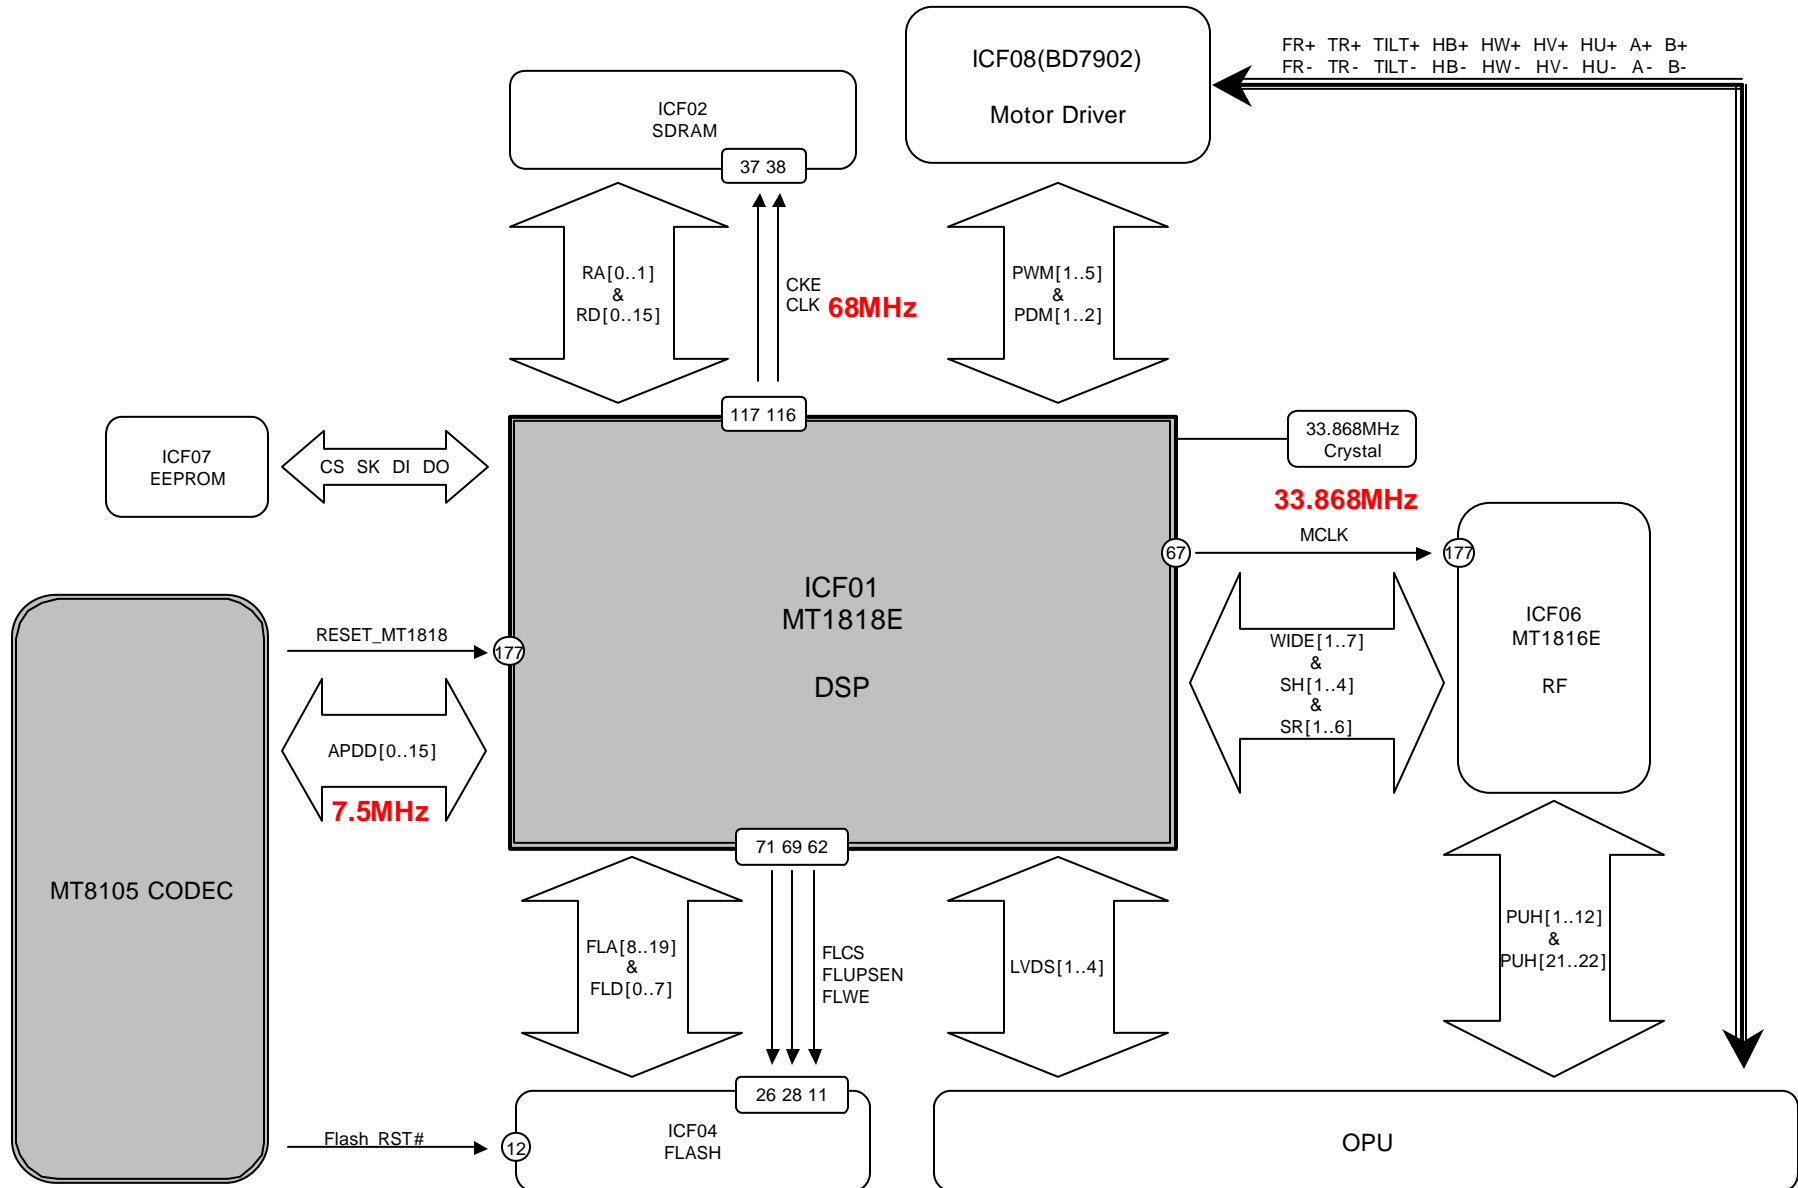 ICF08(BD7902)
Motor Driver
FR+ TR+ TILT+ HB+ HW+ HV+ HU+ A+ B+
FR- TR- TILT- HB- HW- HV- HU- A- B-
ICF02
SDRAM
37 38
RA[0..1]
&
RD[0..15]
CKE
CLK 68MHz
PWM[1..5]
&
PDM[1..2]
117 116
33.868MHz
Crystal
ICF07
EEPROM
CS SK DI DO
33.868MHz
MCLK
67
177
ICF01
MT1818E
DSP
ICF06
MT1816E
RF
RESET_MT1818
177
WIDE[1..7]
&
SH[1..4]
&
SR[1..6]
APDD[0..15]
7.5MHz
MT8105 CODEC
71 69 62
FLA[8..19]
&
FLD[0..7]
FLCS
FLUPSEN
FLWE
LVDS[1..4]
PUH[1..12]
&
PUH[21..22]
26 28 11
Flash_RST#
12
ICF04
FLASH
OPU